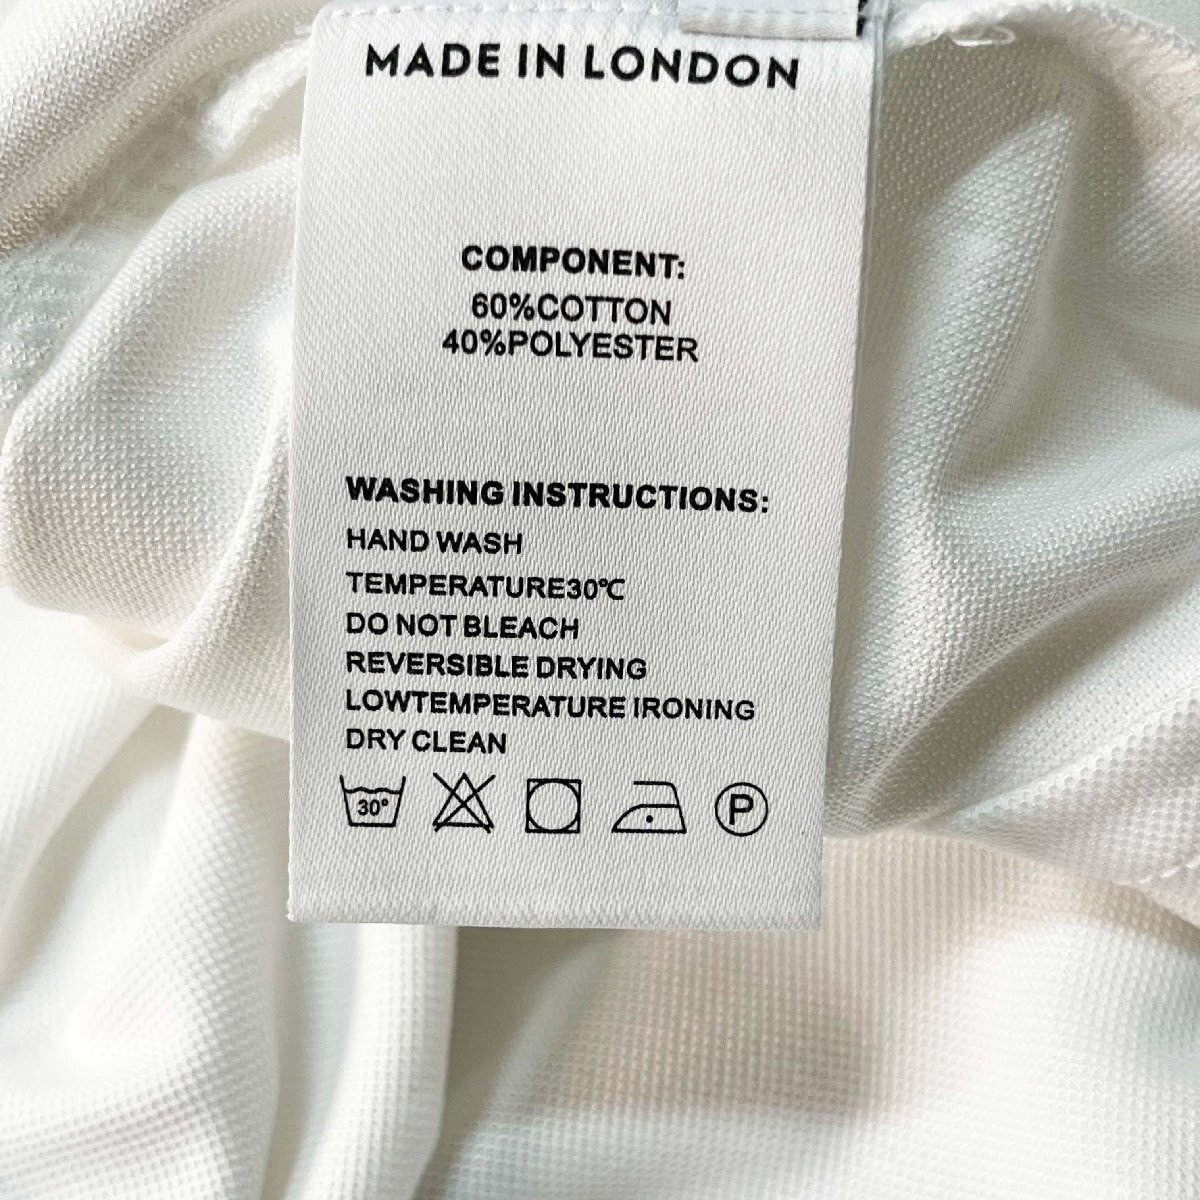 MADE IN LONDON
COMPONENT:
60%COTTON
40%POLYESTER
WASHING INSTRUCTIONS:
HAND WASH
TEMPERATURE30℃
DO NOT BLEACH
REVERSIBLE DRYING
LOWTEMPERATURE IRONING
DRY CLEAN
30° P